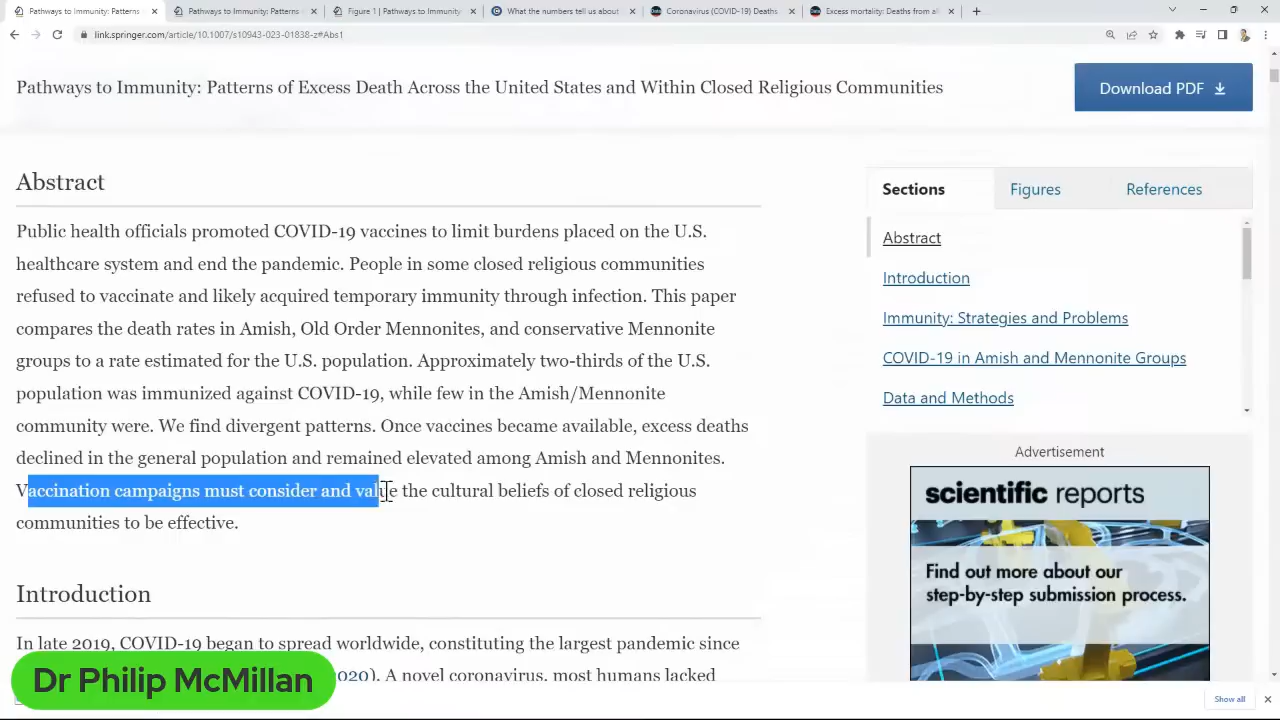 Pathways to Immunity: Patterns
Pathways to Immunity: Patterns of
Figure 1 | Pathways to Immunity:
What the numbers tell us about
Coronavirus (COVID-19) Deaths
Excess mortality: Deaths from all
link.springer.com/article/10.1007/s10943-023-01838-z#Abs1
Pathways to Immunity: Patterns of Excess Death Across the United States and Within Closed Religious Communities
Download PDF
Abstract
Public health officials promoted COVID-19 vaccines to limit burdens placed on the U.S.
healthcare system and end the pandemic. People in some closed religious communities
refused to vaccinate and likely acquired temporary immunity through infection. This paper
compares the death rates in Amish, Old Order Mennonites, and conservative Mennonite
groups to a rate estimated for the U.S. population. Approximately two-thirds of the U.S.
population was immunized against COVID-19, while few in the Amish/Mennonite
community were. We find divergent patterns. Once vaccines became available, excess deaths
declined in the general population and remained elevated among Amish and Mennonites.
Vaccination campaigns must consider and value the cultural beliefs of closed religious
communities to be effective.
Introduction
In late 2019, COVID-19 began to spread worldwide, constituting the largest pandemic since
2020). A novel coronavirus, most humans lacked
Dr Philip McMillan
Sections
Figures
References
Abstract
Introduction
Immunity: Strategies and Problems
COVID-19 in Amish and Mennonite Groups
Data and Methods
Advertisement
scientific reports
Find out more about our
step-by-step submission process.
Show all